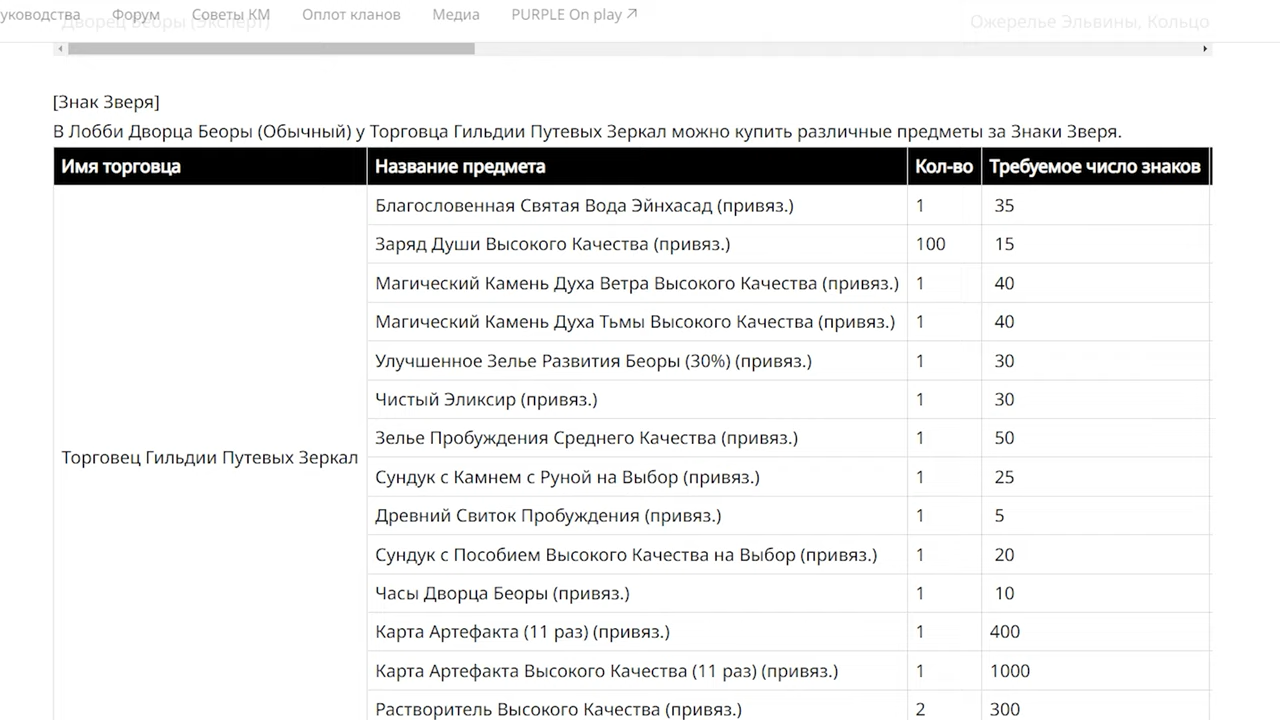 уководства Форум Советы КМ Оплот кланов Медиа PURPLE On play
Дворец Беоры (Эксперт) Ожерелье Эльвины, Кольцо
[Знак Зверя]
В Лобби Дворца Беоры (Обычный) у Торговца Гильдии Путевых Зеркал можно купить различные предметы за Знаки Зверя.
Имя торговца Название предмета Кол-во Требуемое число знаков
Благословенная Святая Вода Эйнхасад (привяз.) 1 35
Заряд Души Высокого Качества (привяз.) 100 15
Магический Камень Духа Ветра Высокого Качества (привяз.) 1 40
Магический Камень Духа Тьмы Высокого Качества (привяз.) 1 40
Улучшенное Зелье Развития Беоры (30%) (привяз.) 1 30
Чистый Эликсир (привяз.) 1 30
Зелье Пробуждения Среднего Качества (привяз.) 1 50
Торговец Гильдии Путевых Зеркал
Сундук с Камнем с Руной на Выбор (привяз.) 1 25
Древний Свиток Пробуждения (привяз.) 1 5
Сундук с Пособием Высокого Качества на Выбор (привяз.) 1 20
Часы Дворца Беоры (привяз.) 1 10
Карта Артефакта (11 раз) (привяз.) 1 400
Карта Артефакта Высокого Качества (11 раз) (привяз.) 1 1000
Растворитель Высокого Качества (привяз.) 2 300